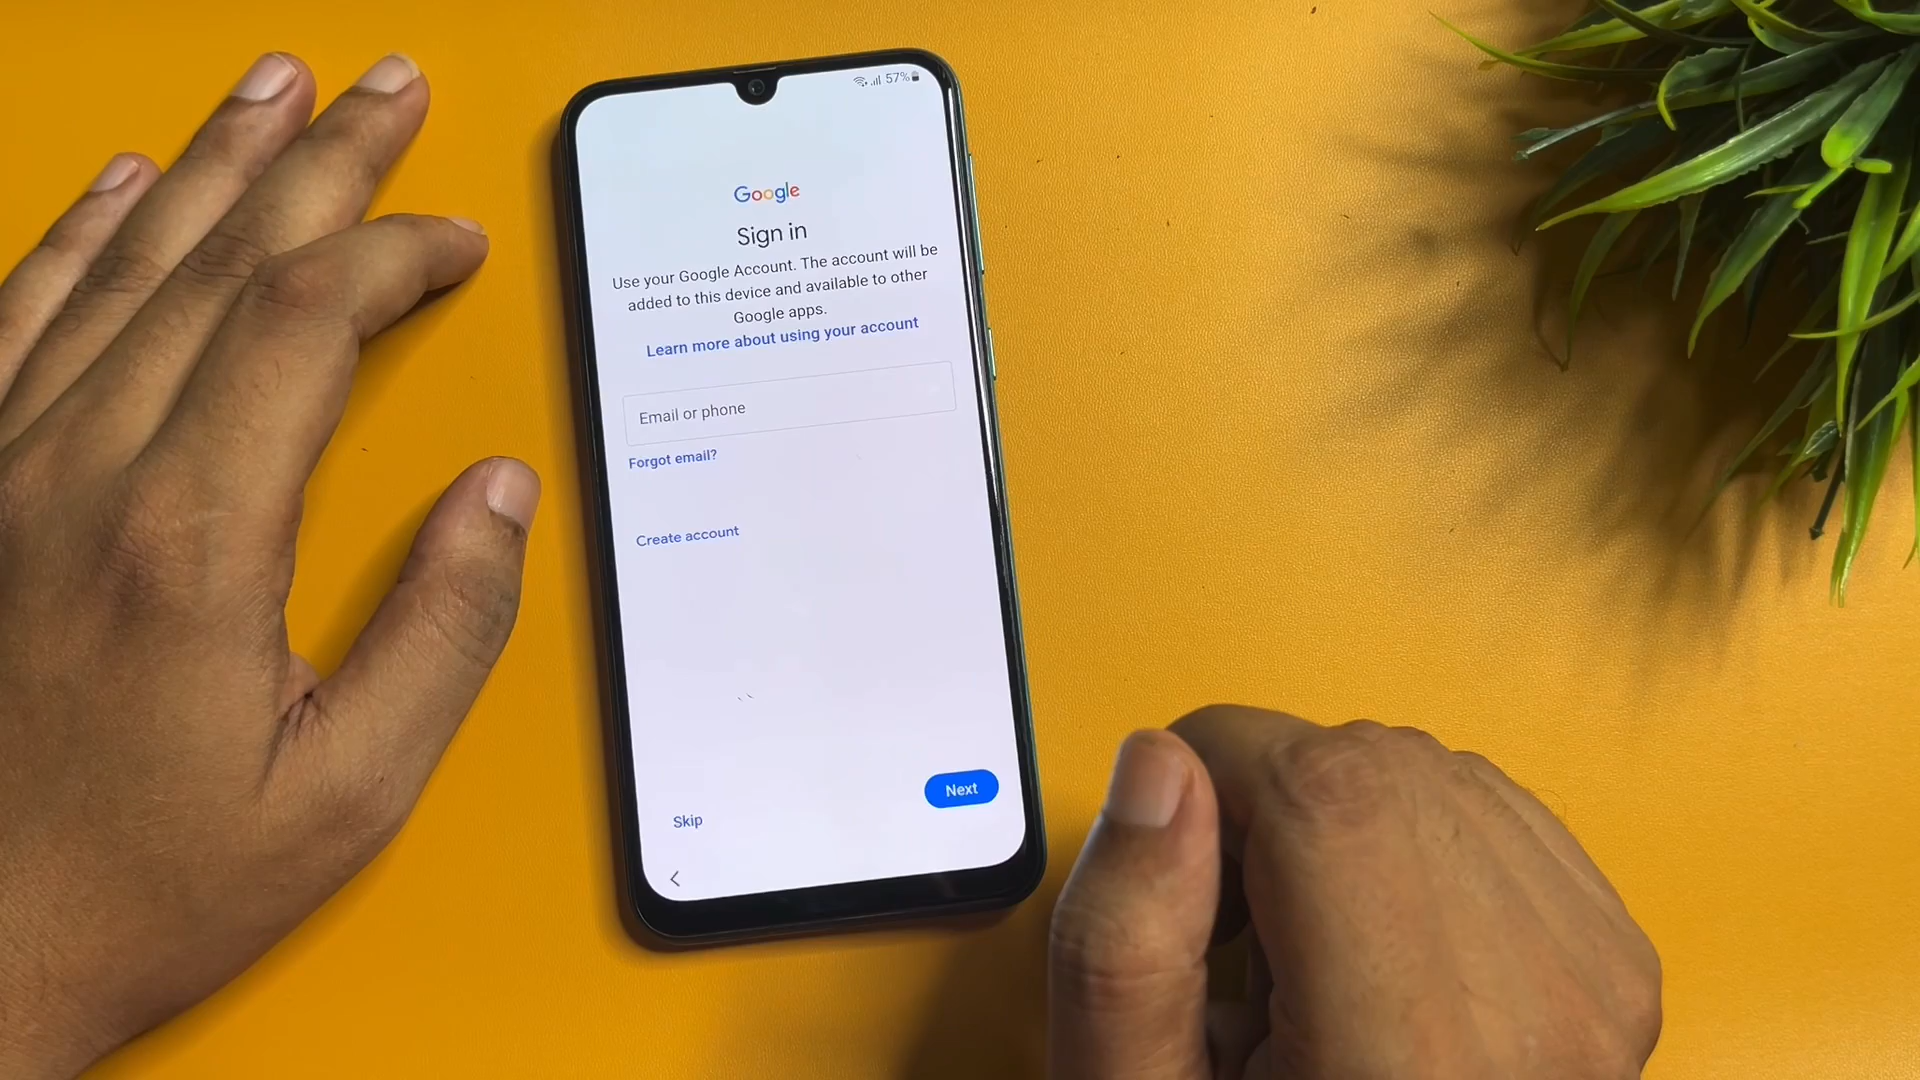 57%
Google
Sign in
Use your Google Account. The account will be
added to this device and available to other
Google apps.
Learn more about using your account
Email or phone
Forgot email?
Create account
Next
Skip